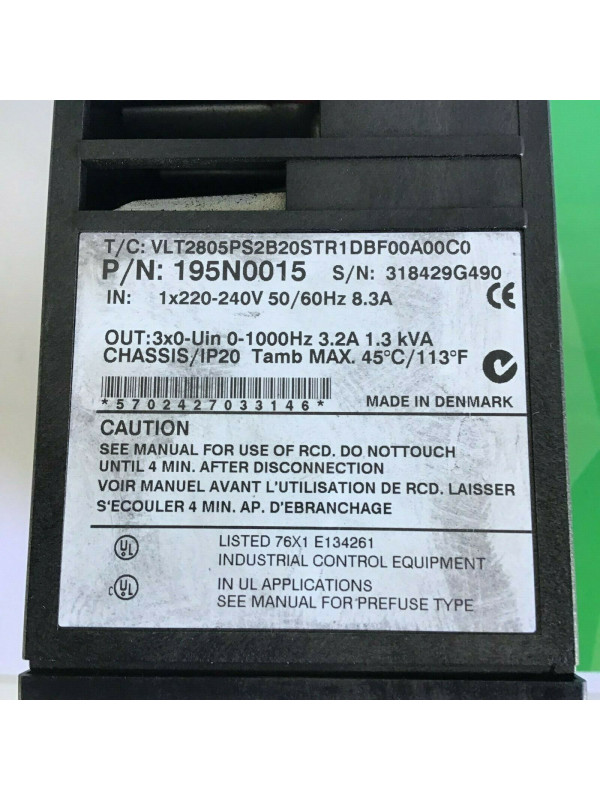 T/C: VLT2805PS2B20STR1DBF00A00C0
P/N: 195N0015 S/N: 318429G490
IN: 1x220-240V 50/60Hz 8.3A
CE
OUT:3x0-Uin 0-1000Hz 3.2A 1.3 kVA
CHASSIS/IP20 Tamb MAX. 45°C/113°F
*5702427033146*
MADE IN DENMARK
CAUTION
SEE MANUAL FOR USE OF RCD. DO NOTTOUCH
UNTIL 4 MIN. AFTER DISCONNECTION
VOIR MANUEL AVANT L'UTILISATION DE RCD. LAISSER
S'ECOULER 4 MIN. AP. D'EBRANCHAGE
UL LISTED 76X1 E134261
INDUSTRIAL CONTROL EQUIPMENT
c UL IN UL APPLICATIONS
SEE MANUAL FOR PREFUSE TYPE